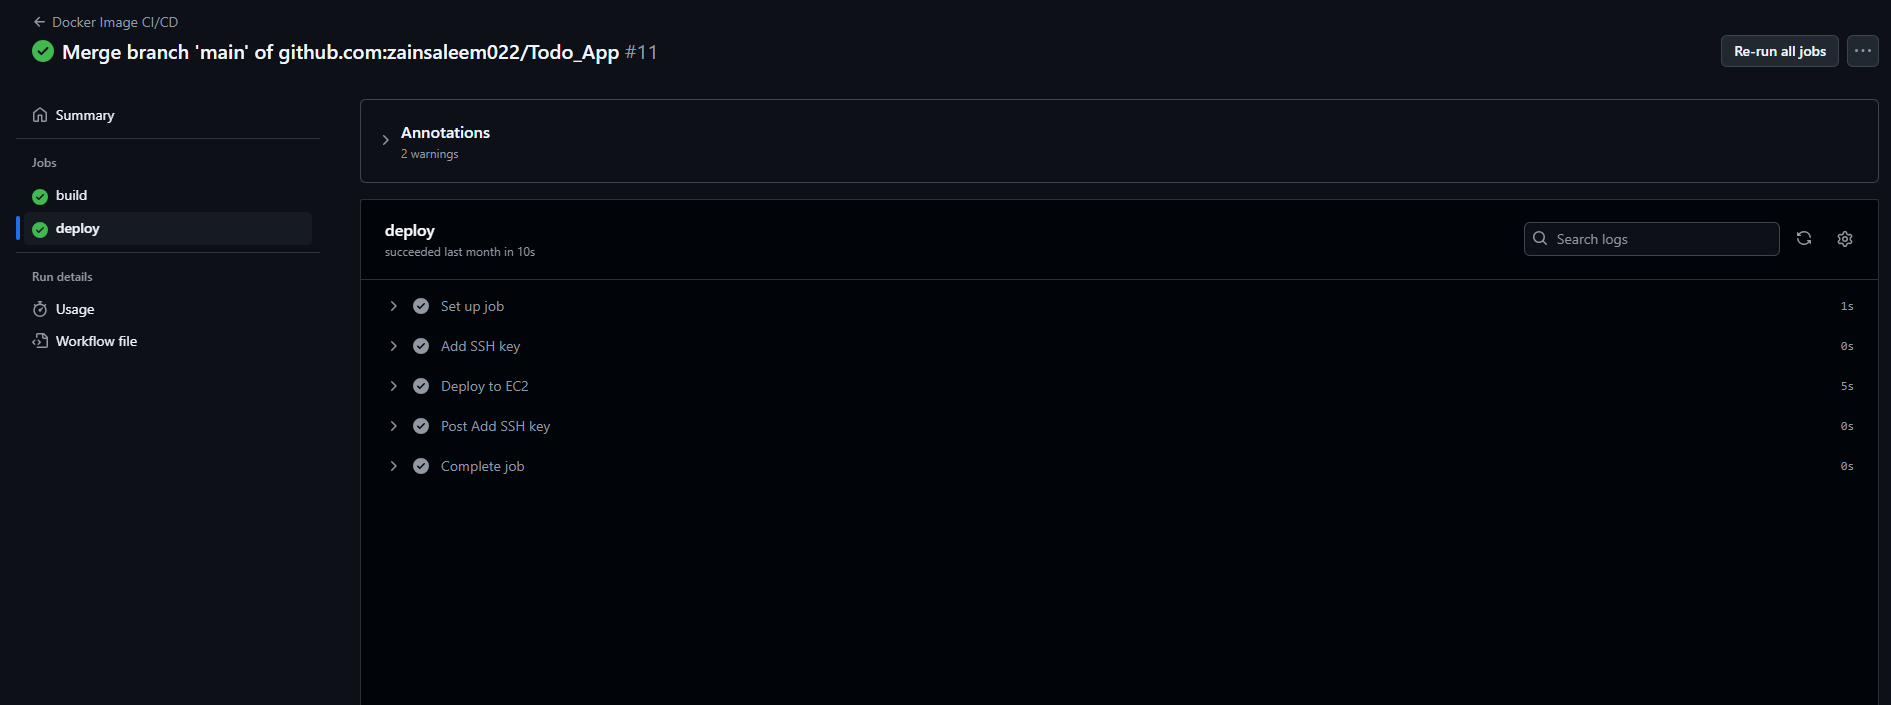 Docker Image CI/CD
Merge branch 'main' of github.com:zainsaleem022/Todo_App #11
Re-run all jobs
Summary
Jobs
build
deploy
Run details
Usage
Workflow file
Annotations
2 warnings
deploy
succeeded last month in 10s
Search logs
Set up job 1s
Add SSH key 0s
Deploy to EC2 5s
Post Add SSH key 0s
Complete job 0s